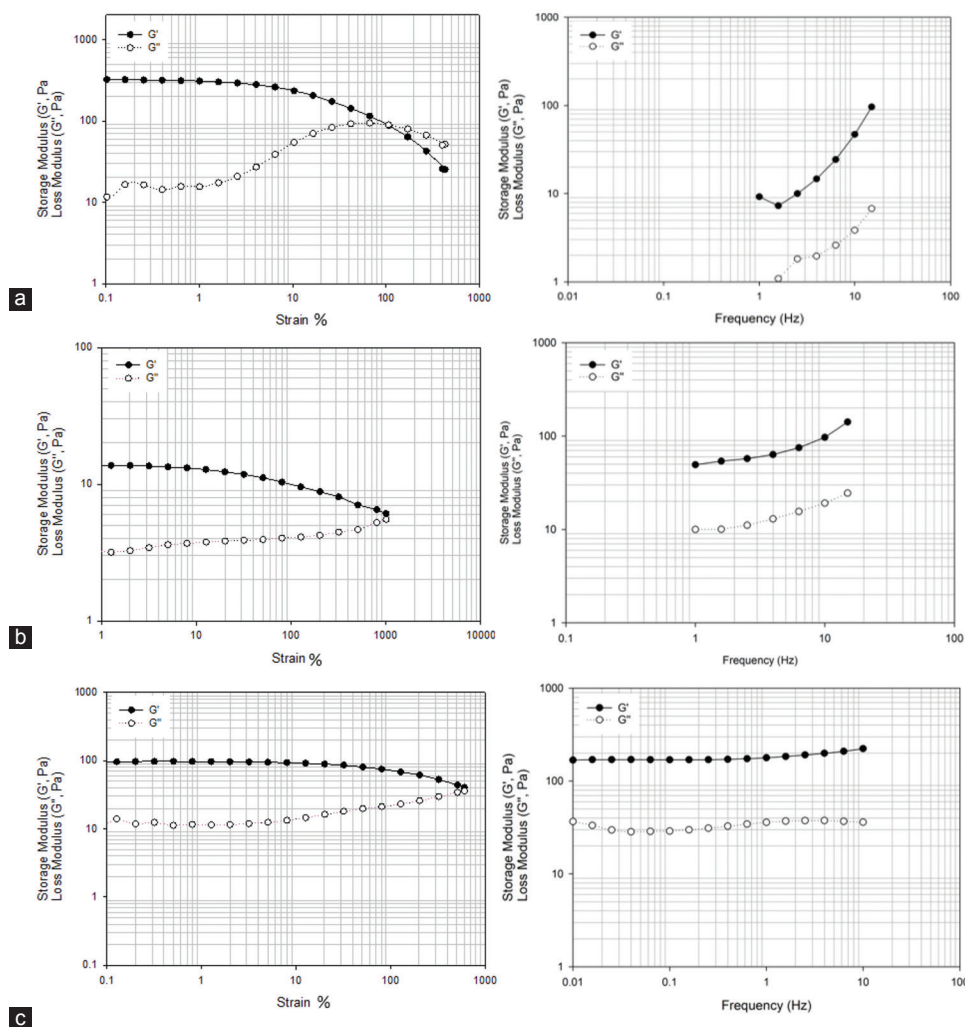 1000
100
10
1
Storage Modulus (G', Pa)
Loss Modulus (G", Pa)
G'
G"
0.1 1 10 100 1000
Strain %
1000
100
10
1
Storage Modulus (G', Pa)
Loss Modulus (G", Pa)
G'
G"
0.01 0.1 1 10 100
Frequency (Hz)
a
100
10
1
Storage Modulus (G', Pa)
Loss Modulus (G", Pa)
G'
G"
1 10 100 1000 10000
Strain %
1000
100
10
1
Storage Modulus (G', Pa)
Loss Modulus (G", Pa)
G'
G"
0.1 1 10 100
Frequency (Hz)
b
1000
100
10
1
0.1
Storage Modulus (G', Pa)
Loss Modulus (G", Pa)
G'
G"
0.1 1 10 100 1000
Strain %
1000
100
10
1
Storage Modulus (G', Pa)
Loss Modulus (G", Pa)
G'
G"
0.01 0.1 1 10 100
Frequency (Hz)
c